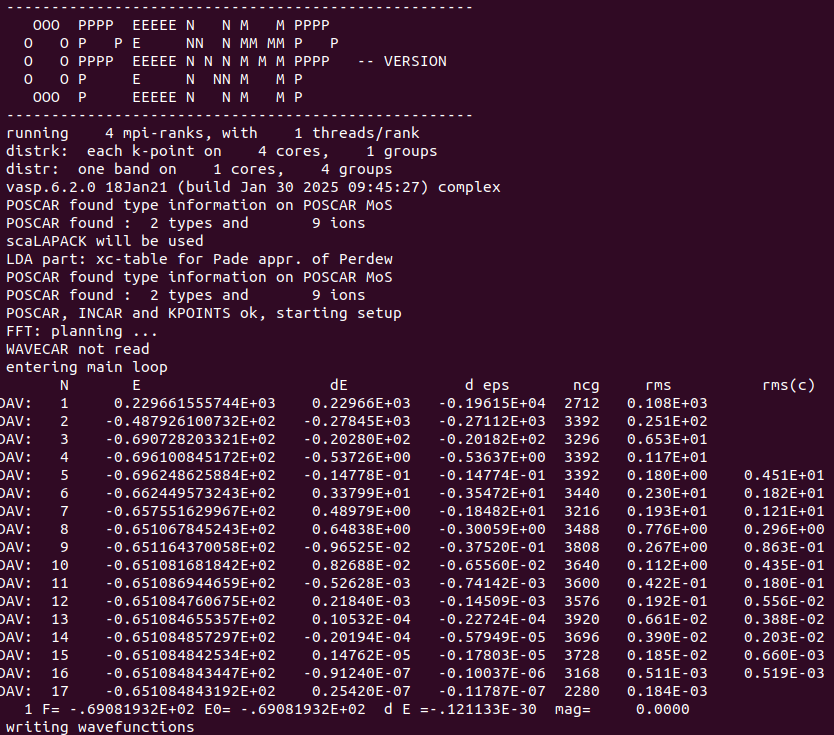 ----------------------------------------------------
   OOO  PPPP  EEEEE N   N M   M PPPP
  O   O P   P E     NN  N MM MM P   P
  O   O PPPP  EEEEE N N N M M M PPPP   -- VERSION
  O   O P     E     N  NN M   M P
   OOO  P     EEEEE N   N M   M P
----------------------------------------------------
running    4 mpi-ranks, with    1 threads/rank
distrk:  each k-point on    4 cores,    1 groups
distr:  one band on    1 cores,    4 groups
vasp.6.2.0 18Jan21 (build Jan 30 2025 09:45:27) complex
POSCAR found type information on POSCAR MoS
POSCAR found :  2 types and       9 ions
scaLAPACK will be used
LDA part: xc-table for Pade appr. of Perdew
POSCAR found type information on POSCAR MoS
POSCAR found :  2 types and       9 ions
POSCAR, INCAR and KPOINTS ok, starting setup
FFT: planning ...
WAVECAR not read
entering main loop
      N       E                     dE             d eps       ncg     rms          rms(c)
DAV:   1     0.229661555744E+03    0.22966E+03   -0.19615E+04  2712   0.108E+03
DAV:   2    -0.487926100732E+02   -0.27845E+03   -0.27112E+03  3392   0.251E+02
DAV:   3    -0.690728203321E+02   -0.20280E+02   -0.20182E+02  3296   0.653E+01
DAV:   4    -0.696100845172E+02   -0.53726E+00   -0.53637E+00  3392   0.117E+01
DAV:   5    -0.696248625884E+02   -0.14778E-01   -0.14774E-01  3392   0.180E+00    0.451E+01
DAV:   6    -0.662449573243E+02    0.33799E+01   -0.35472E+01  3440   0.230E+01    0.182E+01
DAV:   7    -0.657551629967E+02    0.48979E+00   -0.18482E+01  3216   0.193E+01    0.121E+01
DAV:   8    -0.651067845243E+02    0.64838E+00   -0.30059E+00  3488   0.776E+00    0.296E+00
DAV:   9    -0.651164370058E+02   -0.96525E-02   -0.37520E-01  3808   0.267E+00    0.863E-01
DAV:  10    -0.651081681842E+02    0.82688E-02   -0.65560E-02  3640   0.112E+00    0.435E-01
DAV:  11    -0.651086944659E+02   -0.52628E-03   -0.74142E-03  3600   0.422E-01    0.180E-01
DAV:  12    -0.651084760675E+02    0.21840E-03   -0.14509E-03  3576   0.192E-01    0.556E-02
DAV:  13    -0.651084655357E+02    0.10532E-04   -0.22724E-04  3920   0.661E-02    0.388E-02
DAV:  14    -0.651084857297E+02   -0.20194E-04   -0.57949E-05  3696   0.390E-02    0.203E-02
DAV:  15    -0.651084842534E+02    0.14762E-05   -0.17803E-05  3728   0.185E-02    0.660E-03
DAV:  16    -0.651084843447E+02   -0.91240E-07   -0.10037E-06  3168   0.511E-03    0.519E-03
DAV:  17    -0.651084843192E+02    0.25420E-07   -0.11787E-07  2280   0.184E-03
  1 F= -.69081932E+02 E0= -.69081932E+02  d E =-.121133E-30  mag=     0.0000
writing wavefunctions